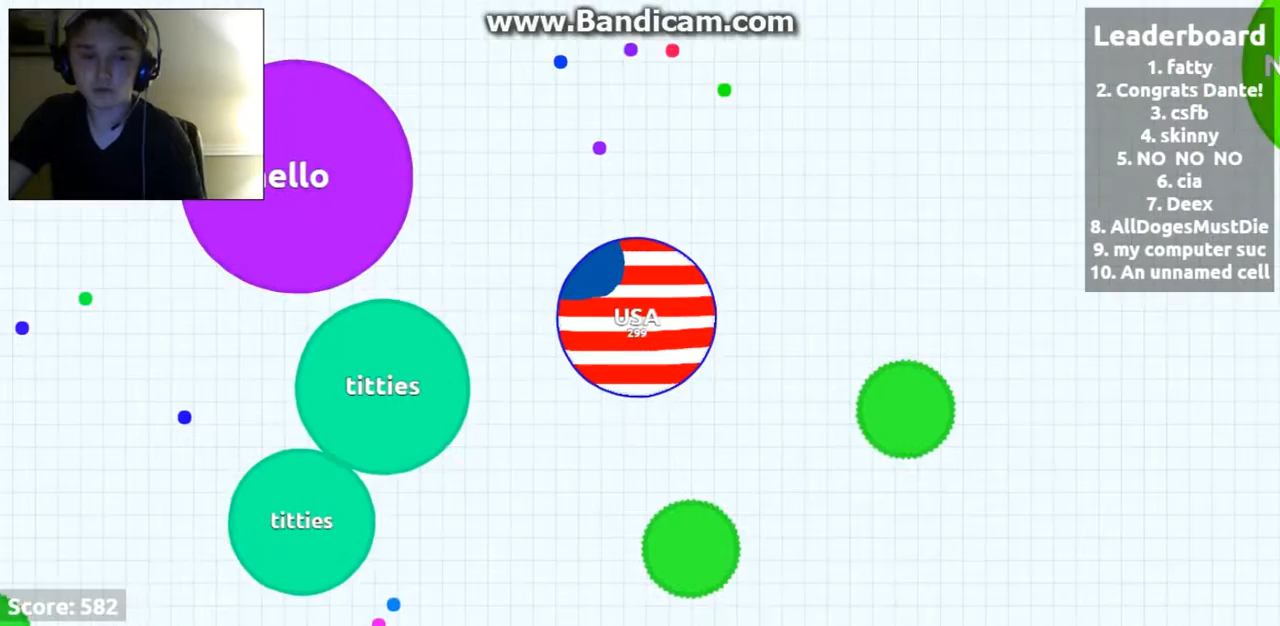 www.Bandicam.com
Leaderboard
1. fatty
2. Congrats Dante!
3. csfb
4. skinny
5. NO NO NO
6. cia
7. Deex
8. AllDogesMustDie
9. my computer suc
10. An unnamed cell
N
ello
USA
299
titties
titties
Score: 582